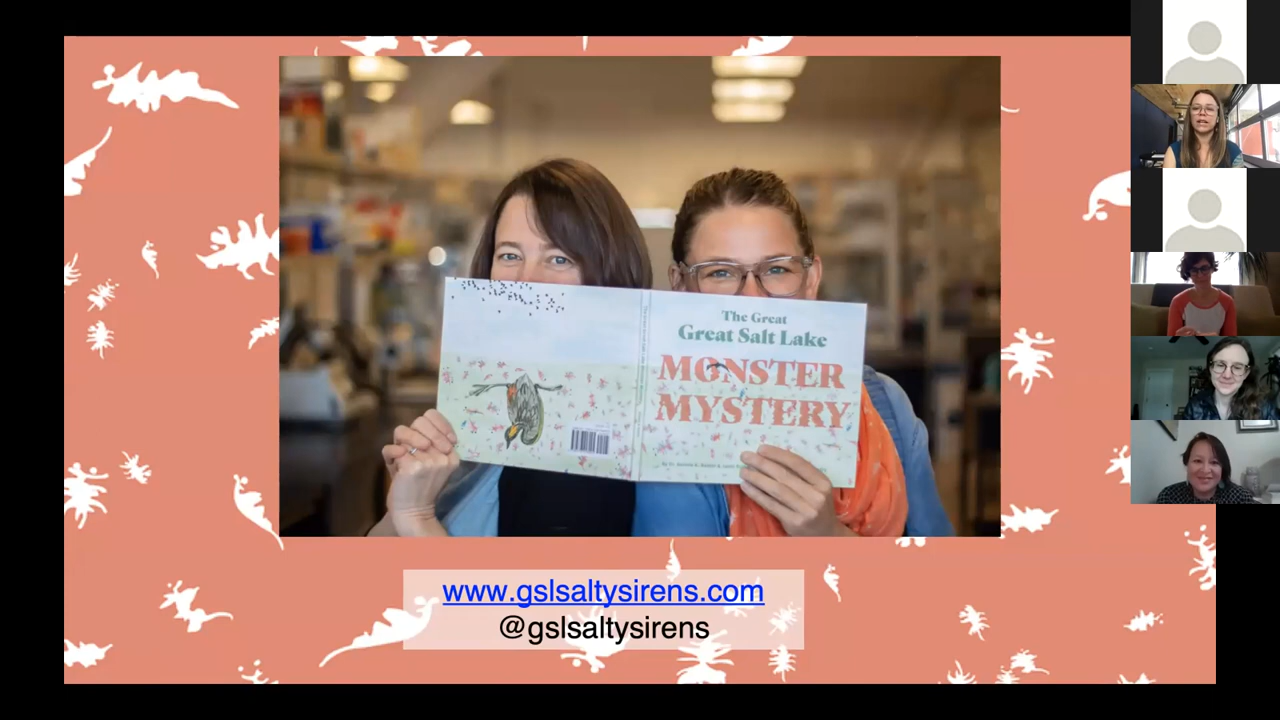 The Great
Great Salt Lake
MONSTER
MYSTERY
www.gslsaltysirens.com
@gslsaltysirens